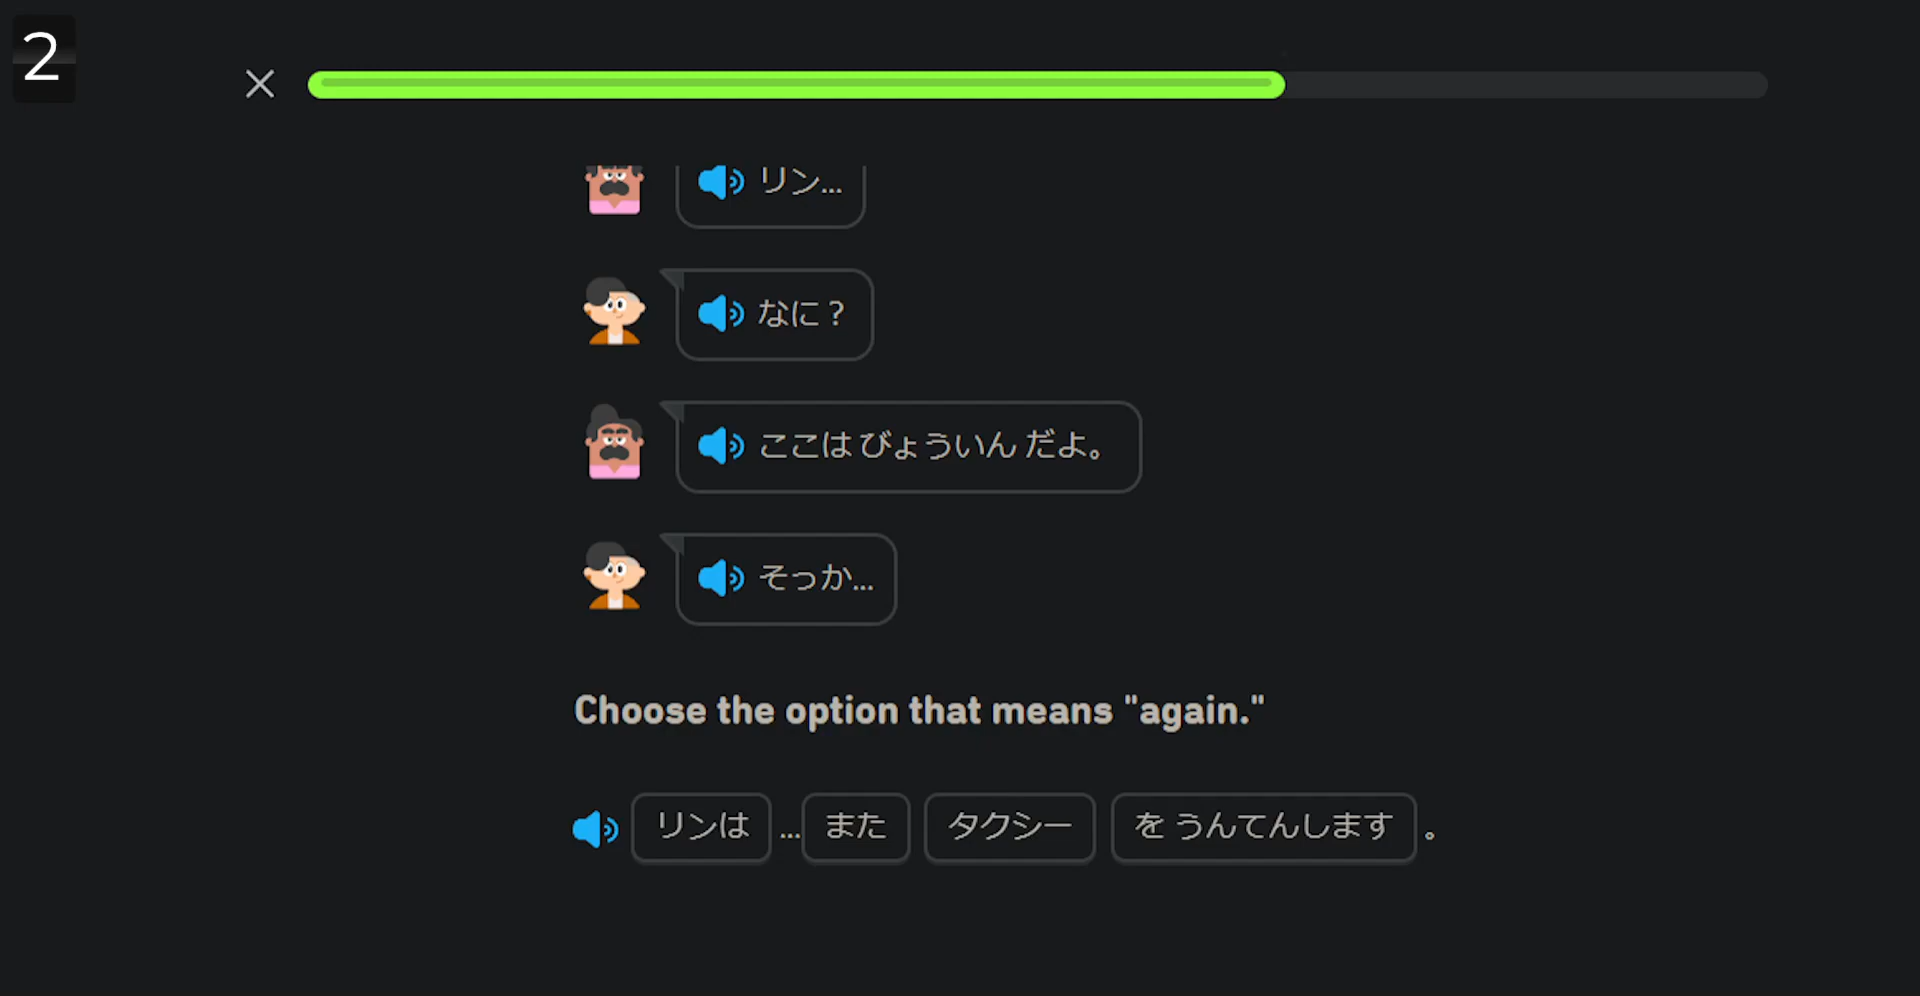 2
リン...
なに？
ここは びょういん だよ。
そっか...
Choose the option that means "again."
リンは ... また タクシー を うんてんします 。